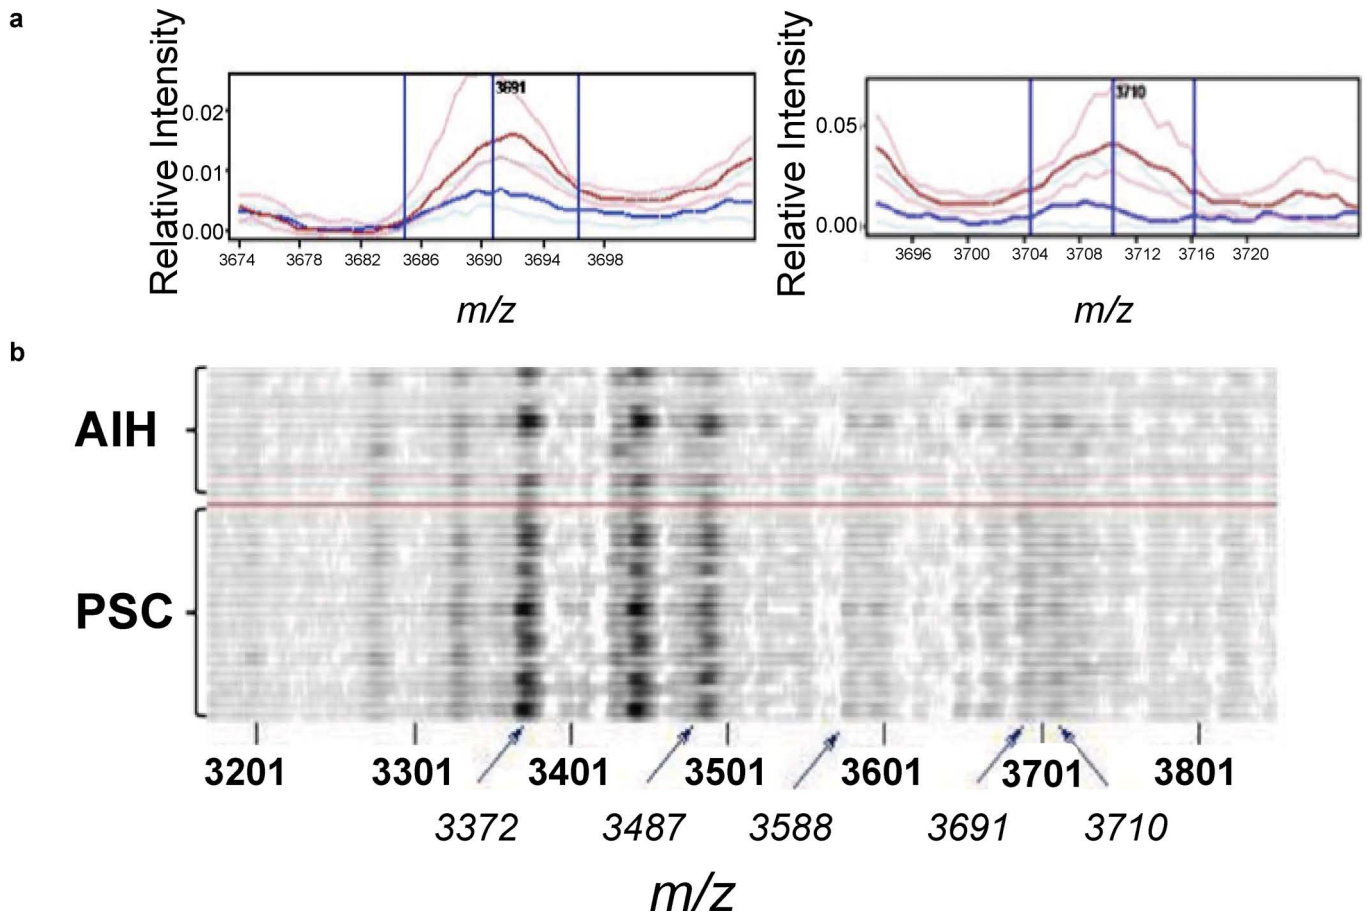 a
Relative Intensity
0.02
0.01
0.00
3691
3674 3678 3682 3686 3690 3694 3698
m/z
Relative Intensity
0.05
0.00
3710
3696 3700 3704 3708 3712 3716 3720
m/z
b
AIH
PSC
3201 3301 3401 3501 3601 3701 3801
3372 3487 3588 3691 3710
m/z